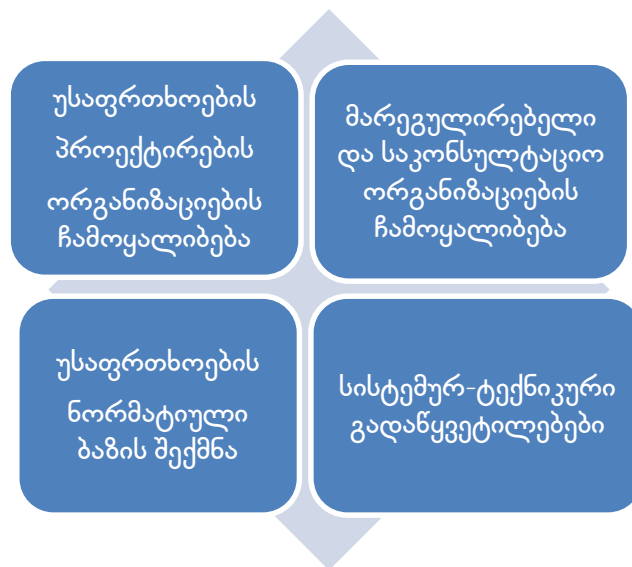 უსაფრთხოების
პროექტირების
ორგანიზაციების
ჩამოყალიბება
მარეგულირებელი
და საკონსულტაციო
ორგანიზაციების
ჩამოყალიბება
უსაფრთხოების
ნორმატიული
ბაზის შექმნა
სისტემურ-ტექნიკური
გადაწყვეტილებები